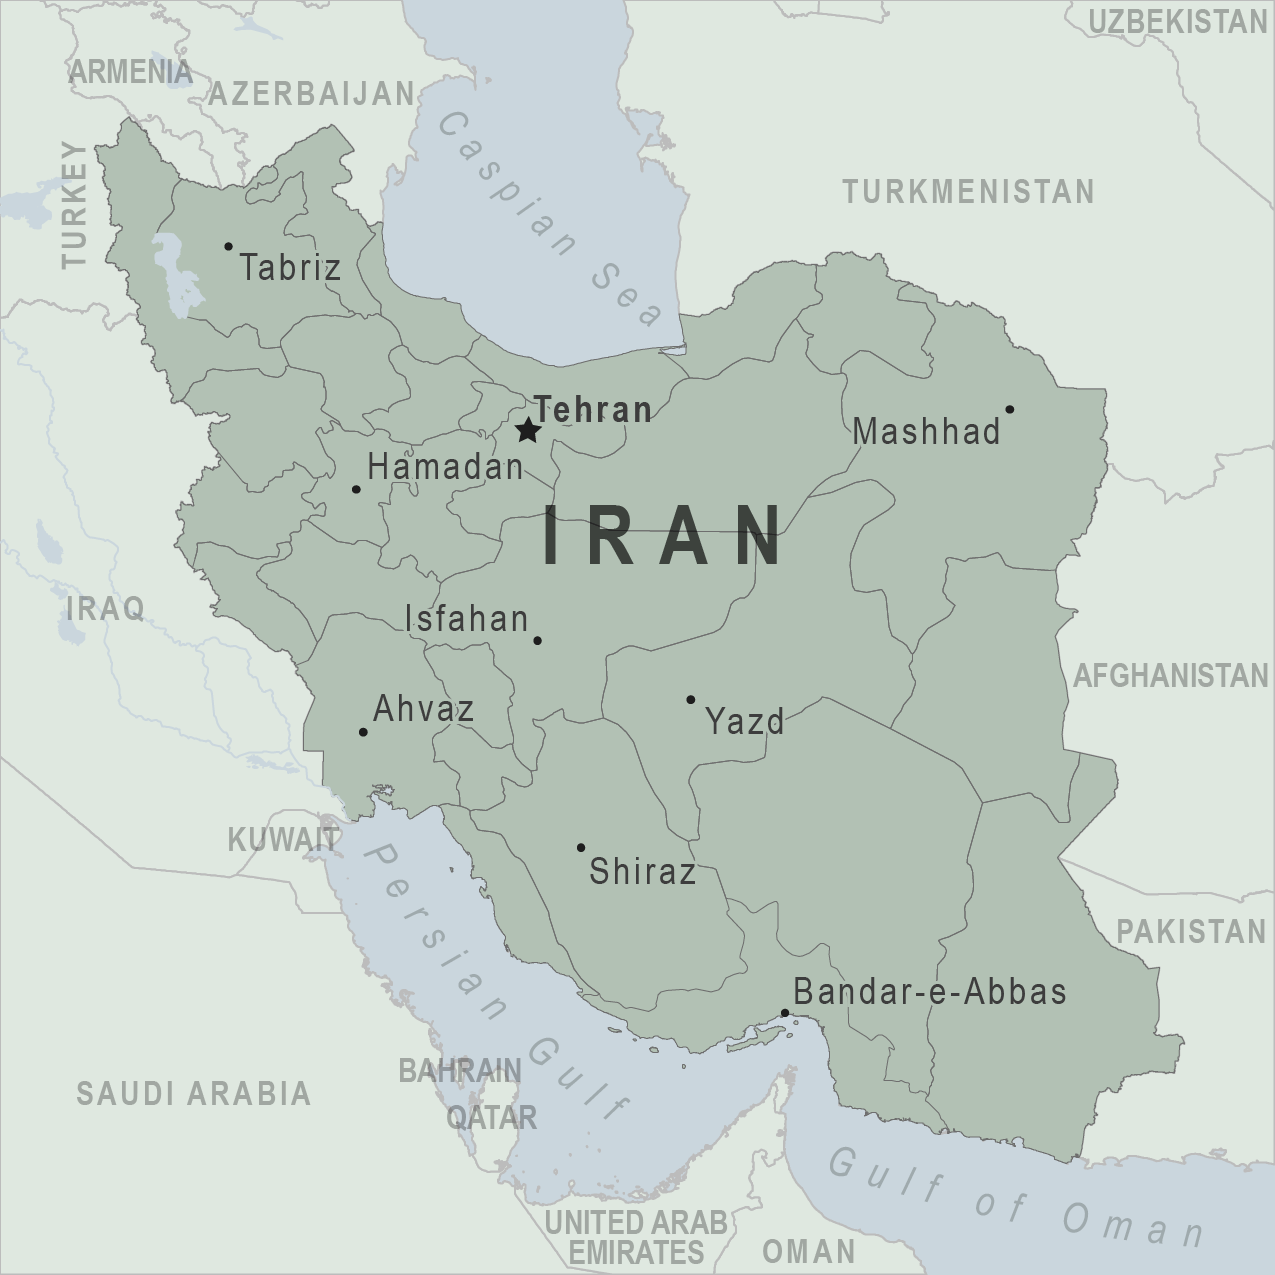 UZBEKISTAN
ARMENIA
AZERBAIJAN
Caspian Sea
TURKEY
TURKMENISTAN
Tabriz
Tehran
Mashhad
Hamadan
IRAN
IRAQ
Isfahan
AFGHANISTAN
Ahvaz
Yazd
KUWAIT
Shiraz
Persian Gulf
PAKISTAN
Bandar-e-Abbas
BAHRAIN
SAUDI ARABIA
QATAR
Gulf of Oman
UNITED ARAB
EMIRATES
OMAN